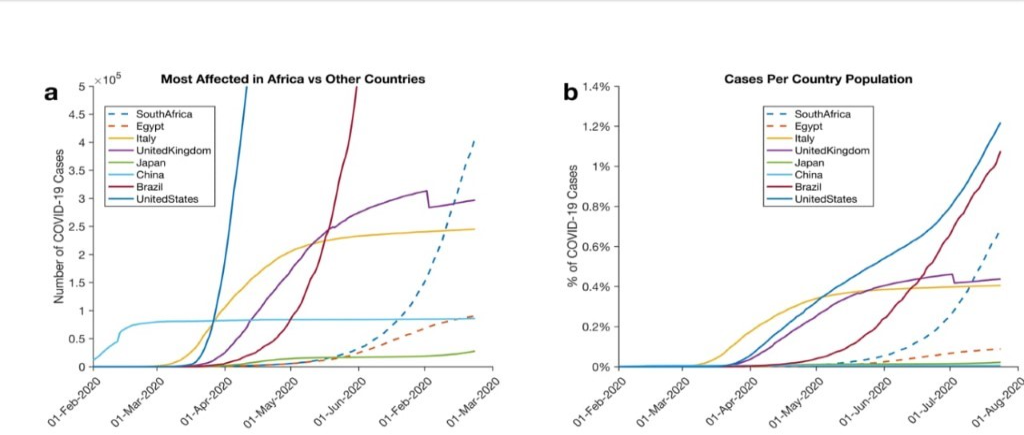 a
Most Affected in Africa vs Other Countries
×10⁵
5
4.5
4
3.5
3
2.5
2
1.5
1
0.5
0
Number of COVID-19 Cases
SouthAfrica
Egypt
Italy
UnitedKingdom
Japan
China
Brazil
UnitedStates
01-Feb-2020
01-Mar-2020
01-Apr-2020
01-May-2020
01-Jun-2020
01-Feb-2020
01-Mar-2020
b
Cases Per Country Population
1.4%
1.2%
1%
0.8%
0.6%
0.4%
0.2%
0%
% of COVID-19 Cases
SouthAfrica
Egypt
Italy
UnitedKingdom
Japan
China
Brazil
UnitedStates
01-Feb-2020
01-Mar-2020
01-Apr-2020
01-May-2020
01-Jun-2020
01-Jul-2020
01-Aug-2020